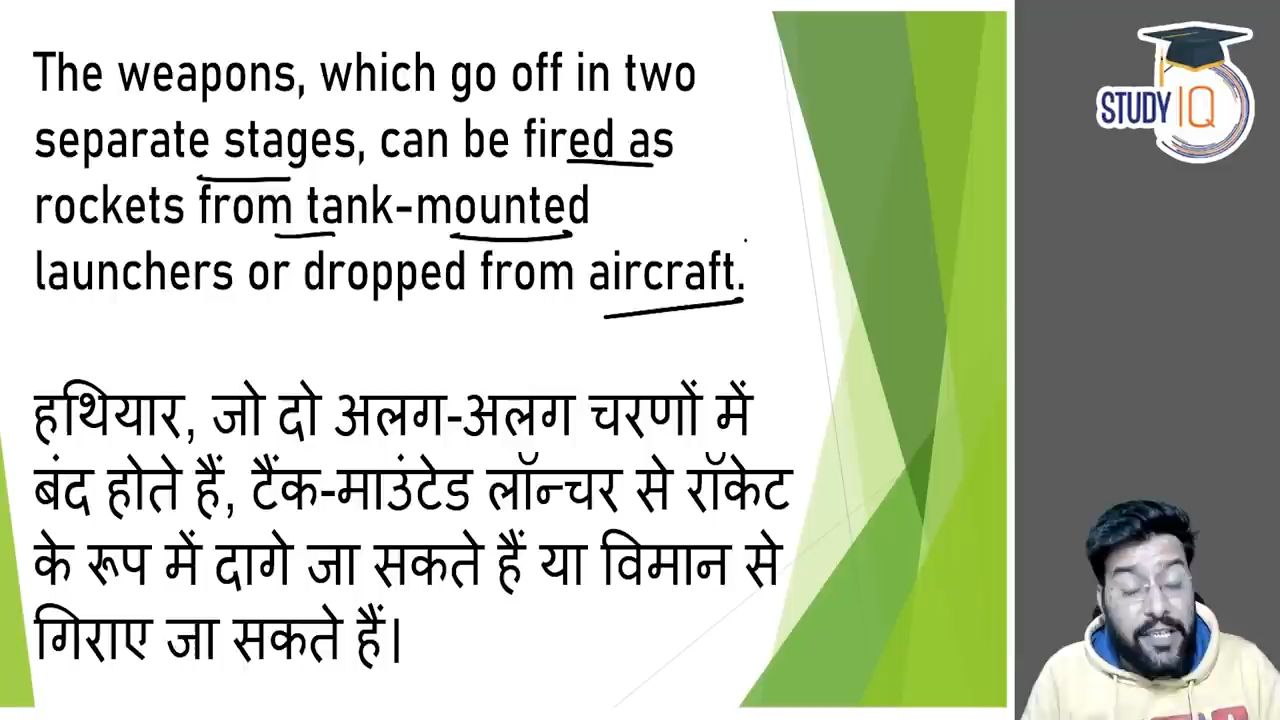 The weapons, which go off in two
separate stages, can be fired as
rockets from tank-mounted
launchers or dropped from aircraft.
हथियार, जो दो अलग-अलग चरणों में
बंद होते हैं, टैंक-माउंटेड लॉन्चर से रॉकेट
के रूप में दागे जा सकते हैं या विमान से
गिराए जा सकते हैं।
STUDY IQ